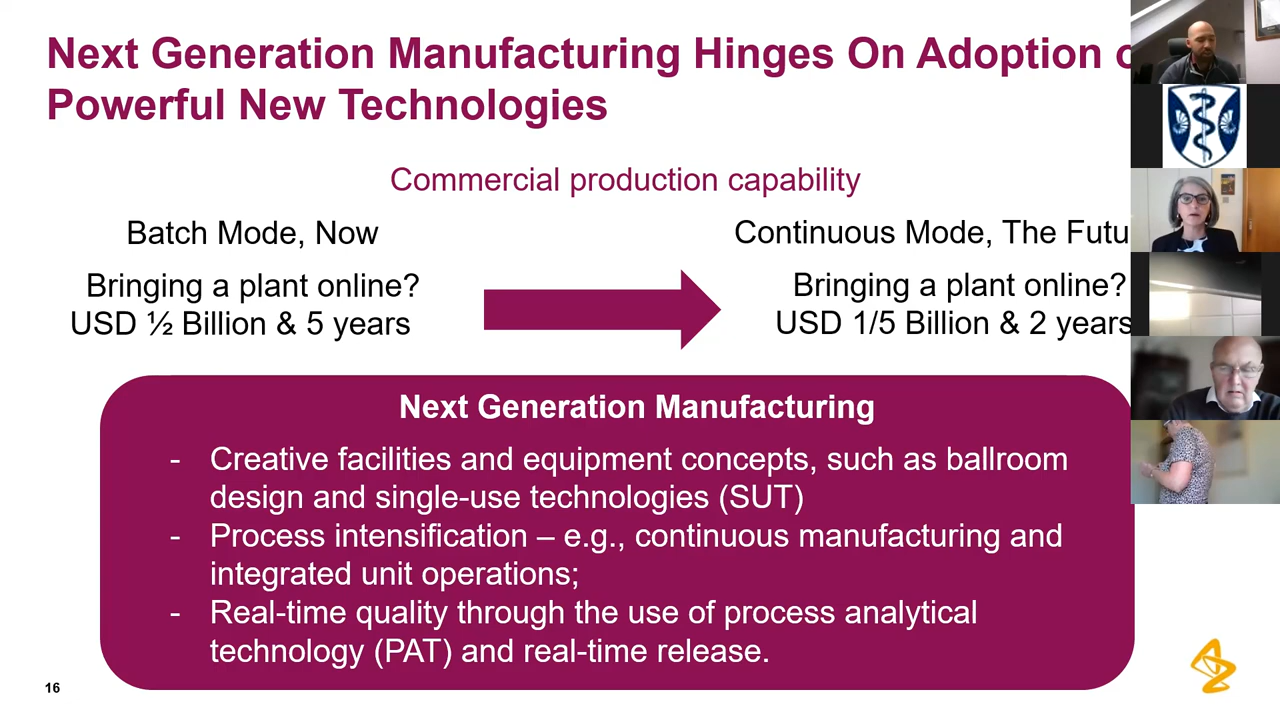 Next Generation Manufacturing Hinges On Adoption
Powerful New Technologies
Commercial production capability
Batch Mode, Now
Continuous Mode, The Futu
Bringing a plant online?
USD ½ Billion & 5 years
Bringing a plant online?
USD 1/5 Billion & 2 years
Next Generation Manufacturing
- Creative facilities and equipment concepts, such as ballroom
design and single-use technologies (SUT)
- Process intensification – e.g., continuous manufacturing and
integrated unit operations;
- Real-time quality through the use of process analytical
technology (PAT) and real-time release.
16